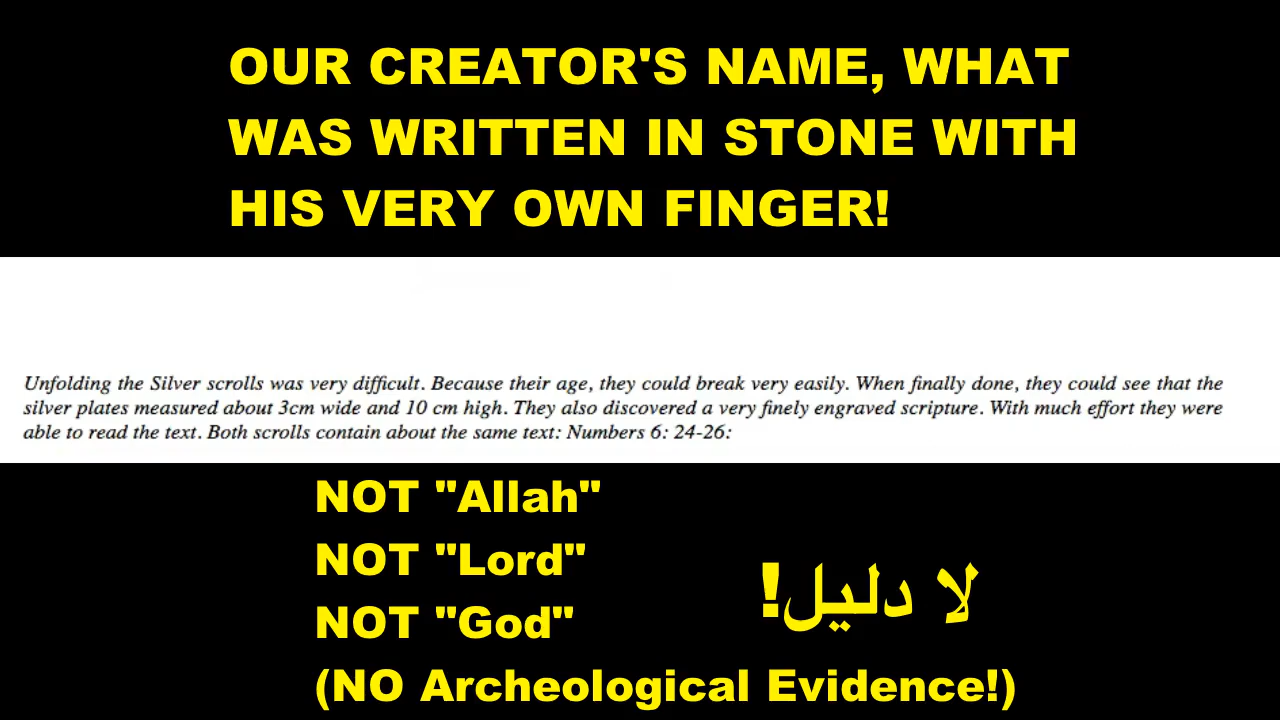 OUR CREATOR'S NAME, WHAT
WAS WRITTEN IN STONE WITH
HIS VERY OWN FINGER!
Unfolding the Silver scrolls was very difficult. Because their age, they could break very easily. When finally done, they could see that the
silver plates measured about 3cm wide and 10 cm high. They also discovered a very finely engraved scripture. With much effort they were
able to read the text. Both scrolls contain about the same text: Numbers 6: 24-26:
NOT "Allah"
NOT "Lord"
NOT "God"
لا دليل!
(NO Archeological Evidence!)